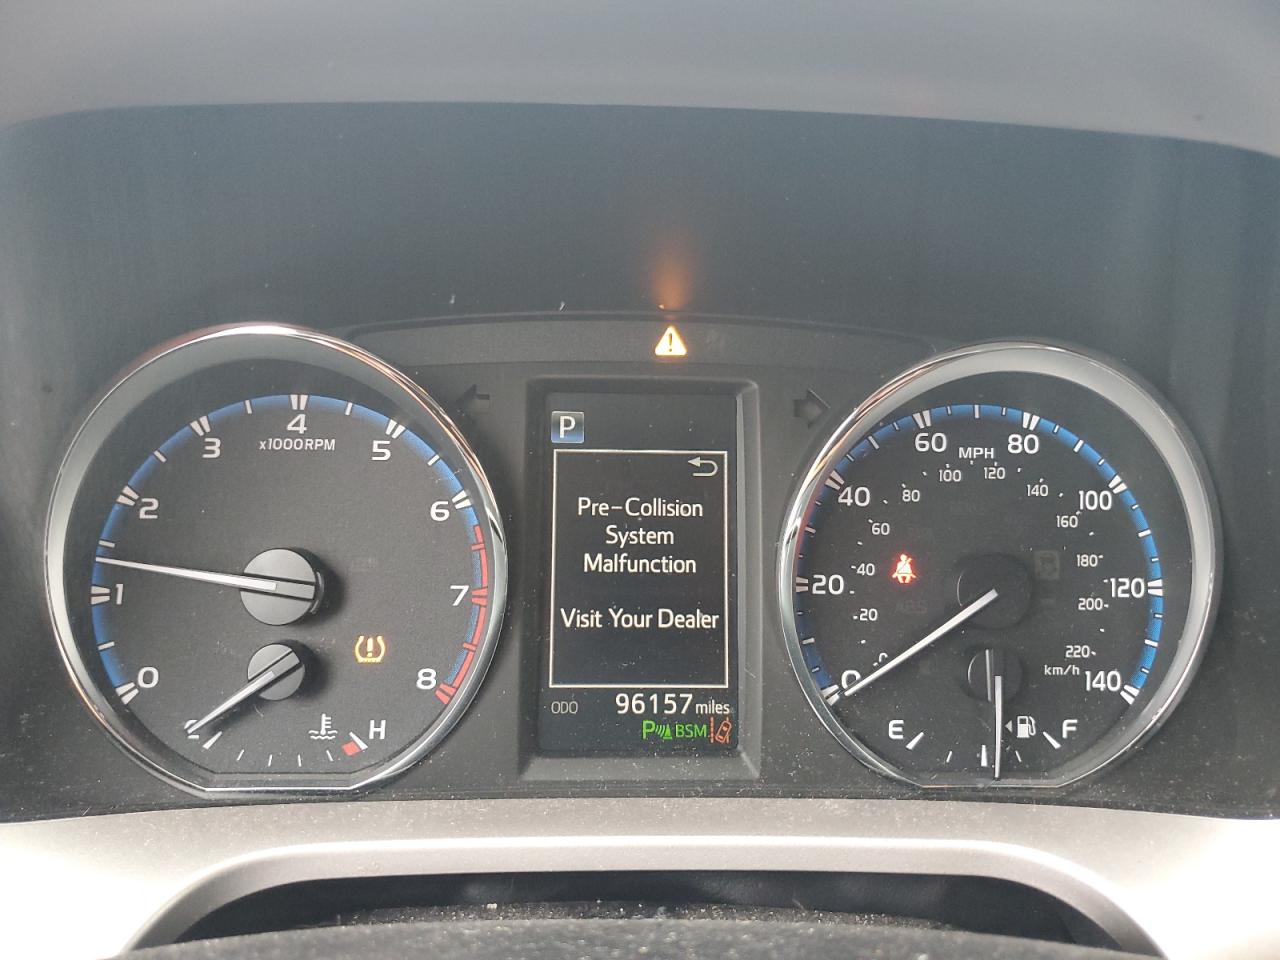 4
3
5
x1000RPM
2
6
1
7
0
8
H
P
Pre-Collision
System
Malfunction
Visit Your Dealer
ODO 96157 miles
P BSM
60
MPH
80
40
100
20
120
0
140
80
100
120
140
60
160
40
180
20
200
0
220
km/h
E
F